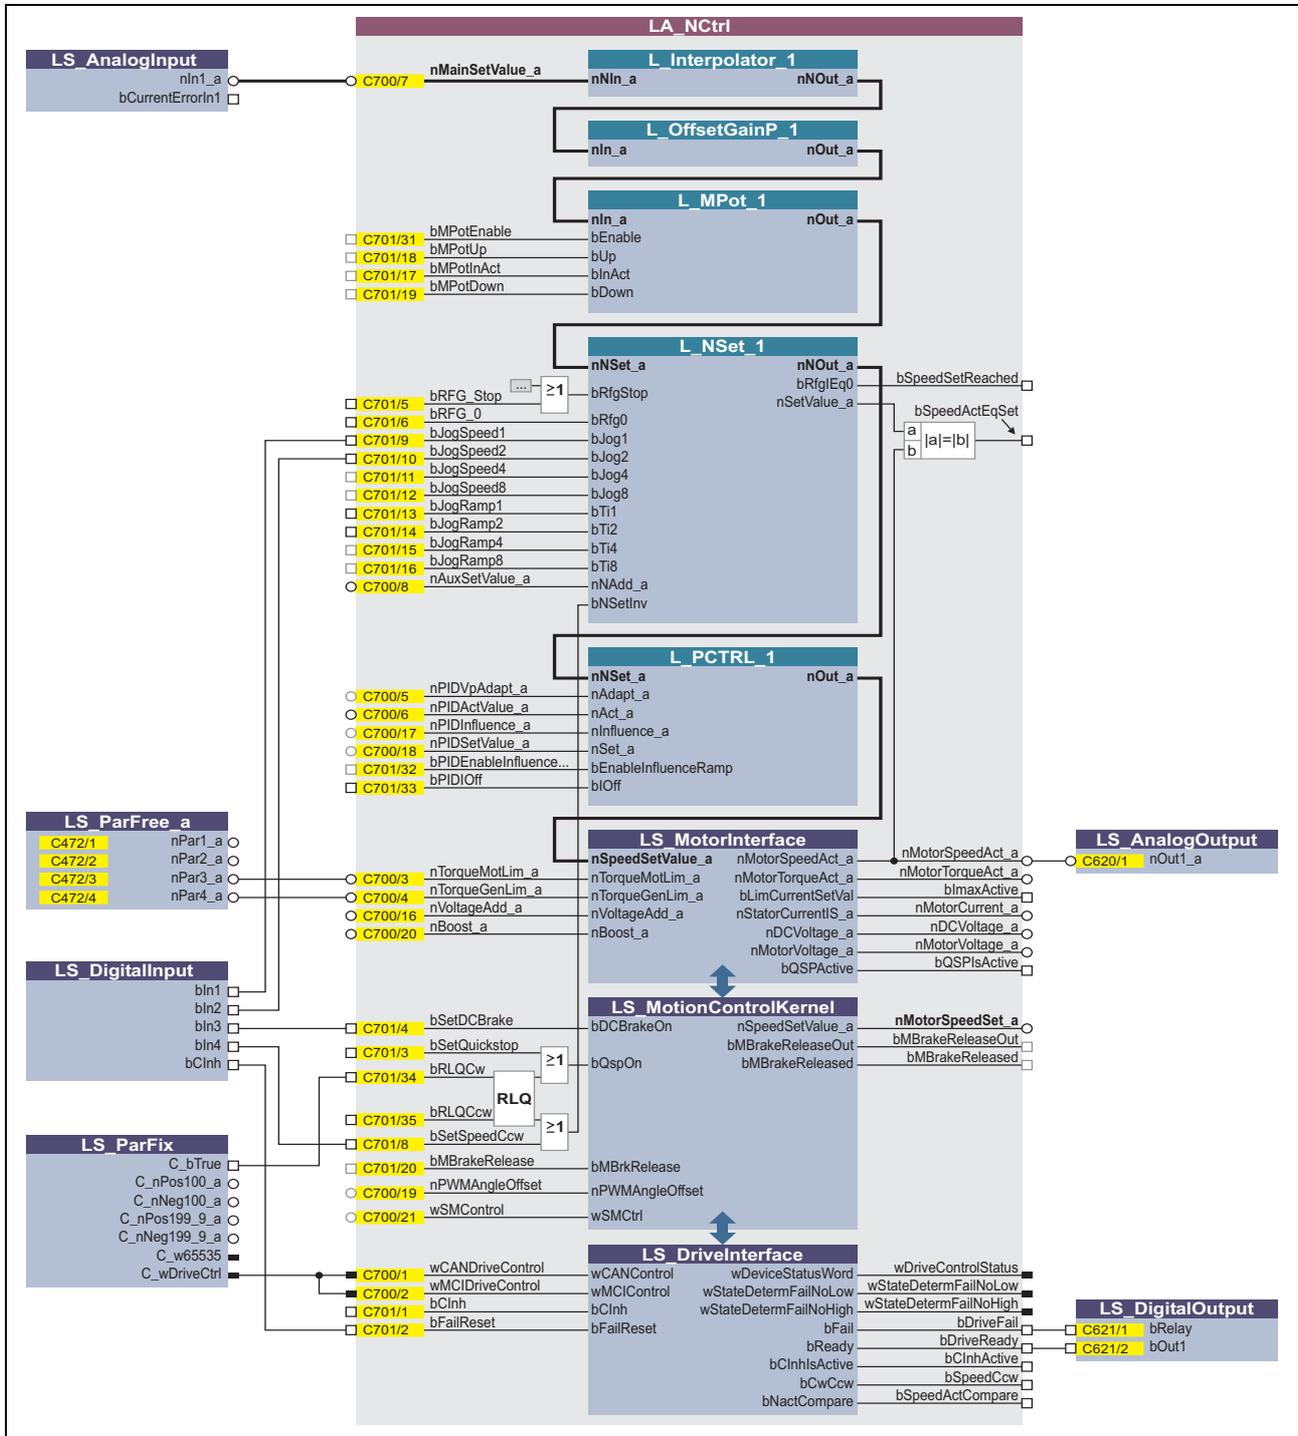 LA_NCtrl
LS_AnalogInput
nIn1_a
bCurrentErrorIn1
C700/7
nMainSetValue_a
L_Interpolator_1
nNIn_a nNOut_a
L_OffsetGainP_1
nIn_a nOut_a
L_MPot_1
nIn_a nOut_a
C701/31 bMPotEnable bEnable
C701/18 bMPotUp bUp
C701/17 bMPotInAct bInAct
C701/19 bMPotDown bDown
L_NSet_1
nNSet_a nNOut_a
... ≥1 bRfgStop
bRfgIEq0 bSpeedSetReached
nSetValue_a
bSpeedActEqSet
a
b
|a|=|b|
C701/5 bRFG_Stop
C701/6 bRFG_0 bRfg0
C701/9 bJogSpeed1 bJog1
C701/10 bJogSpeed2 bJog2
C701/11 bJogSpeed4 bJog4
C701/12 bJogSpeed8 bJog8
C701/13 bJogRamp1 bTi1
C701/14 bJogRamp2 bTi2
C701/15 bJogRamp4 bTi4
C701/16 bJogRamp8 bTi8
C700/8 nAuxSetValue_a nNAdd_a
bNSetInv
L_PCTRL_1
nNSet_a nOut_a
C700/5 nPIDVpAdapt_a nAdapt_a
C700/6 nPIDActValue_a nAct_a
C700/17 nPIDInfluence_a nInfluence_a
C700/18 nPIDSetValue_a nSet_a
C701/32 bPIDEnableInfluence... bEnableInfluenceRamp
C701/33 bPIDIOff bIOff
LS_ParFree_a
C472/1 nPar1_a
C472/2 nPar2_a
C472/3 nPar3_a
C472/4 nPar4_a
LS_MotorInterface
nSpeedSetValue_a nMotorSpeedAct_a nMotorSpeedAct_a
C700/3 nTorqueMotLim_a nTorqueMotLim_a nMotorTorqueAct_a nMotorTorqueAct_a
C700/4 nTorqueGenLim_a nTorqueGenLim_a bLimCurrentSetVal bImaxActive
C700/16 nVoltageAdd_a nVoltageAdd_a nStatorCurrentIS_a nMotorCurrent_a
C700/20 nBoost_a nBoost_a nDCVoltage_a nDCVoltage_a
nMotorVoltage_a nMotorVoltage_a
bQSPActive bQSPIsActive
LS_AnalogOutput
C620/1 nOut1_a
LS_DigitalInput
bIn1
bIn2
bIn3
bIn4
bCInh
LS_MotionControlKernel
C701/4 bSetDCBrake bDCBrakeOn nSpeedSetValue_a nMotorSpeedSet_a
bMBrakeReleaseOut bMBrakeReleaseOut
C701/3 bSetQuickstop ≥1 bQspOn bMBrakeReleased bMBrakeReleased
C701/34 bRLQCw
RLQ
C701/35 bRLQCcw
≥1
C701/8 bSetSpeedCcw
C701/20 bMBrakeRelease bMBrkRelease
C700/19 nPWMAngleOffset nPWMAngleOffset
C700/21 wSMControl wSMCtrl
LS_ParFix
C_bTrue
C_nPos100_a
C_nNeg100_a
C_nPos199_9_a
C_nNeg199_9_a
C_w65535
C_wDriveCtrl
LS_DriveInterface
C700/1 wCANDriveControl wCANControl wDeviceStatusWord wDriveControlStatus
C700/2 wMCIDriveControl wMCIControl wStateDetermFailNoLow wStateDetermFailNoLow
C701/1 bCInh bCInh wStateDetermFailNoHigh wStateDetermFailNoHigh
C701/2 bFailReset bFailReset bFail bDriveFail
bReady bDriveReady
bCInhIsActive bCInhActive
bCwCcw bSpeedCcw
bNactCompare bSpeedActCompare
LS_DigitalOutput
C621/1 bRelay
C621/2 bOut1